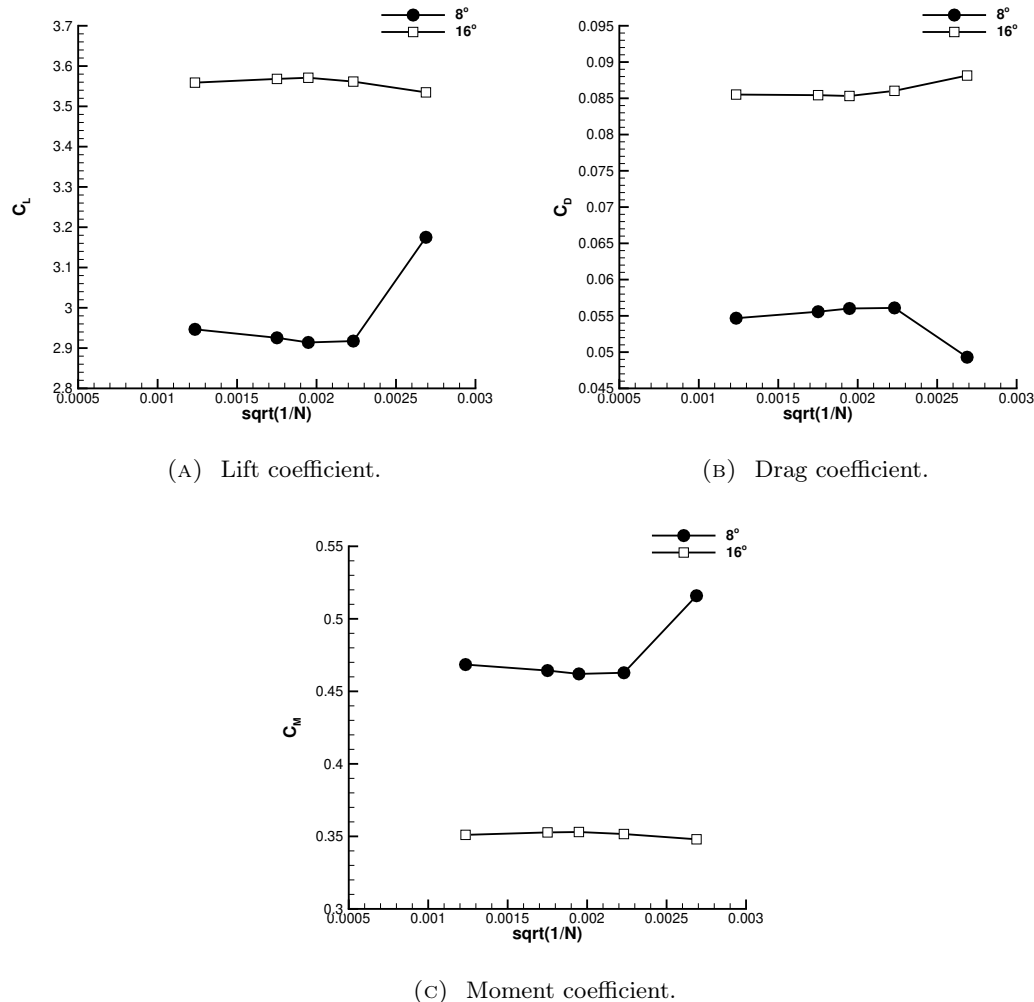 8°
16°
3.7
3.6
3.5
3.4
3.3
3.2
3.1
3
2.9
2.8
C_L
0.0005 0.001 0.0015 0.002 0.0025 0.003
sqrt(1/N)
(A) Lift coefficient.
8°
16°
0.095
0.09
0.085
0.08
0.075
0.07
0.065
0.06
0.055
0.05
0.045
C_D
0.0005 0.001 0.0015 0.002 0.0025 0.003
sqrt(1/N)
(B) Drag coefficient.
8°
16°
0.55
0.5
0.45
0.4
0.35
0.3
C_M
0.0005 0.001 0.0015 0.002 0.0025 0.003
sqrt(1/N)
(C) Moment coefficient.